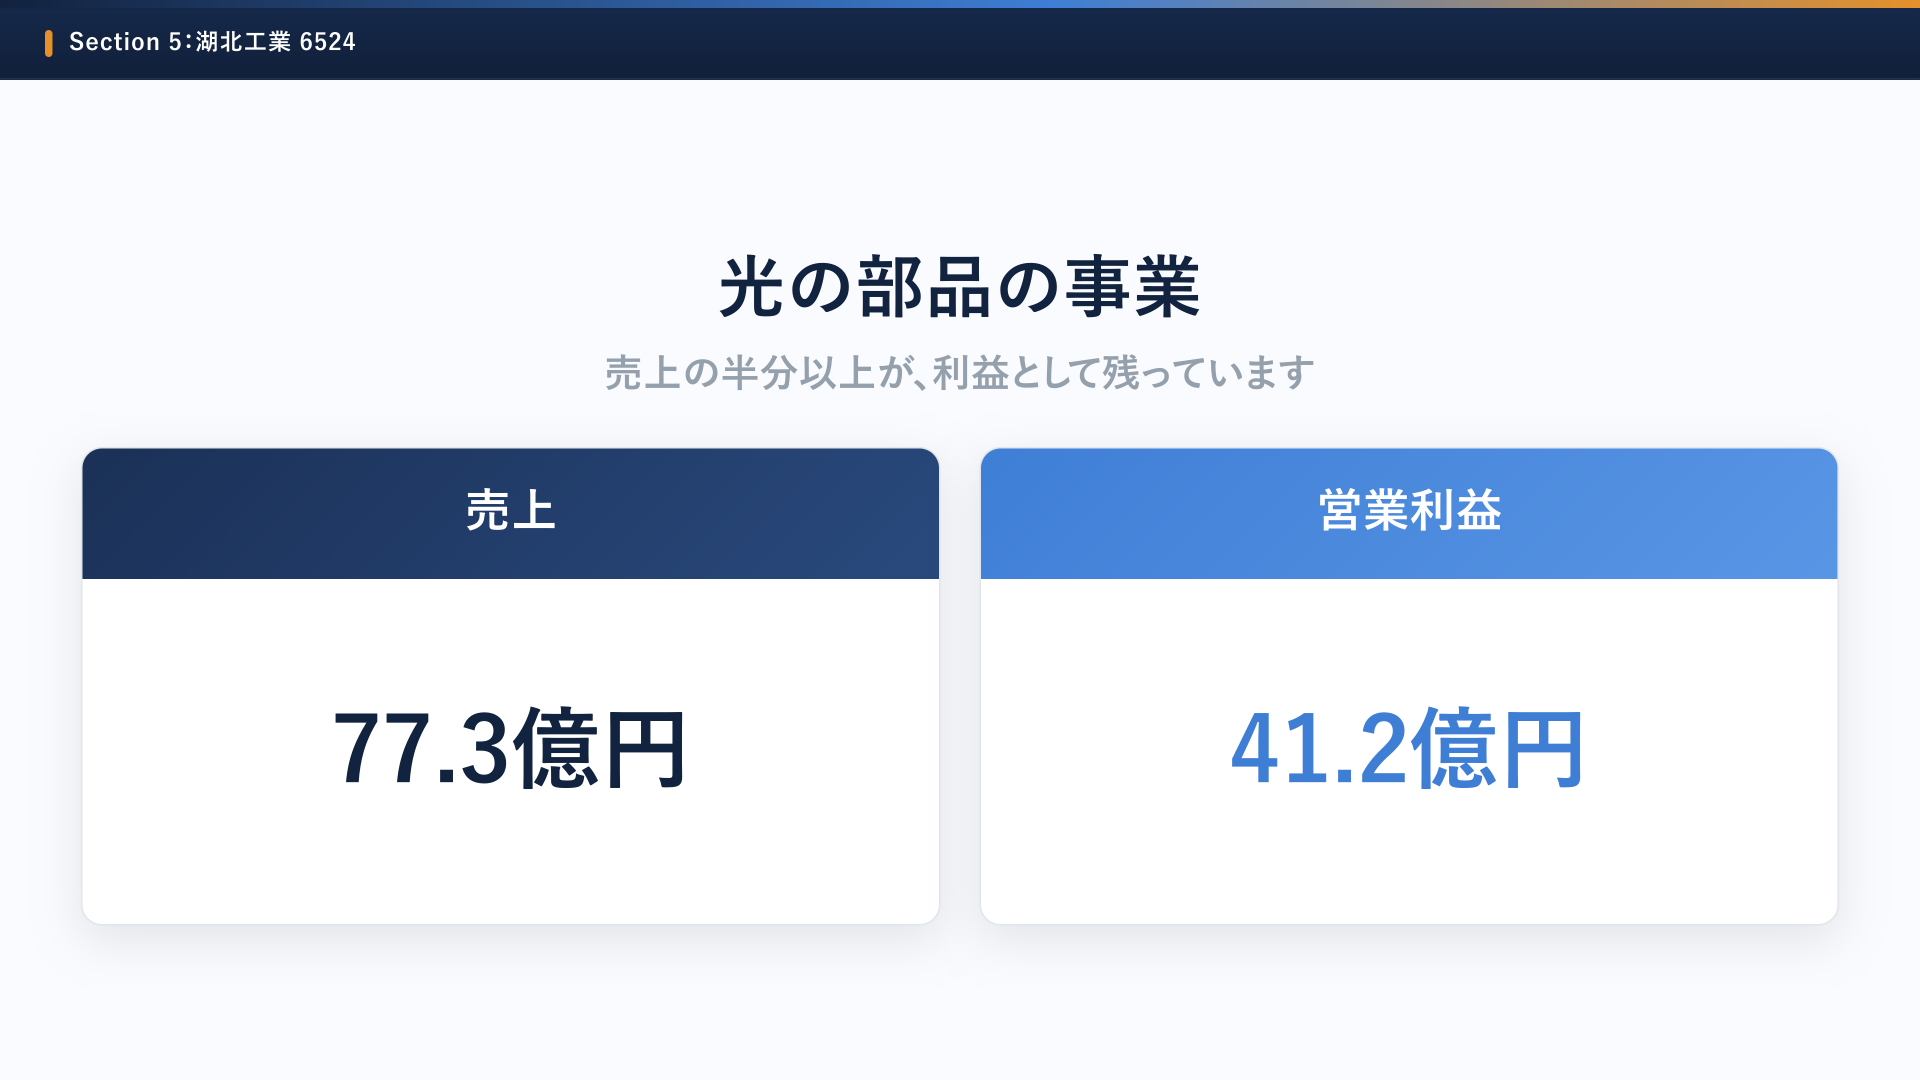 Section 5：湖北工業 6524
光の部品の事業
売上の半分以上が、利益として残っています
売上
営業利益
77.3億円
41.2億円